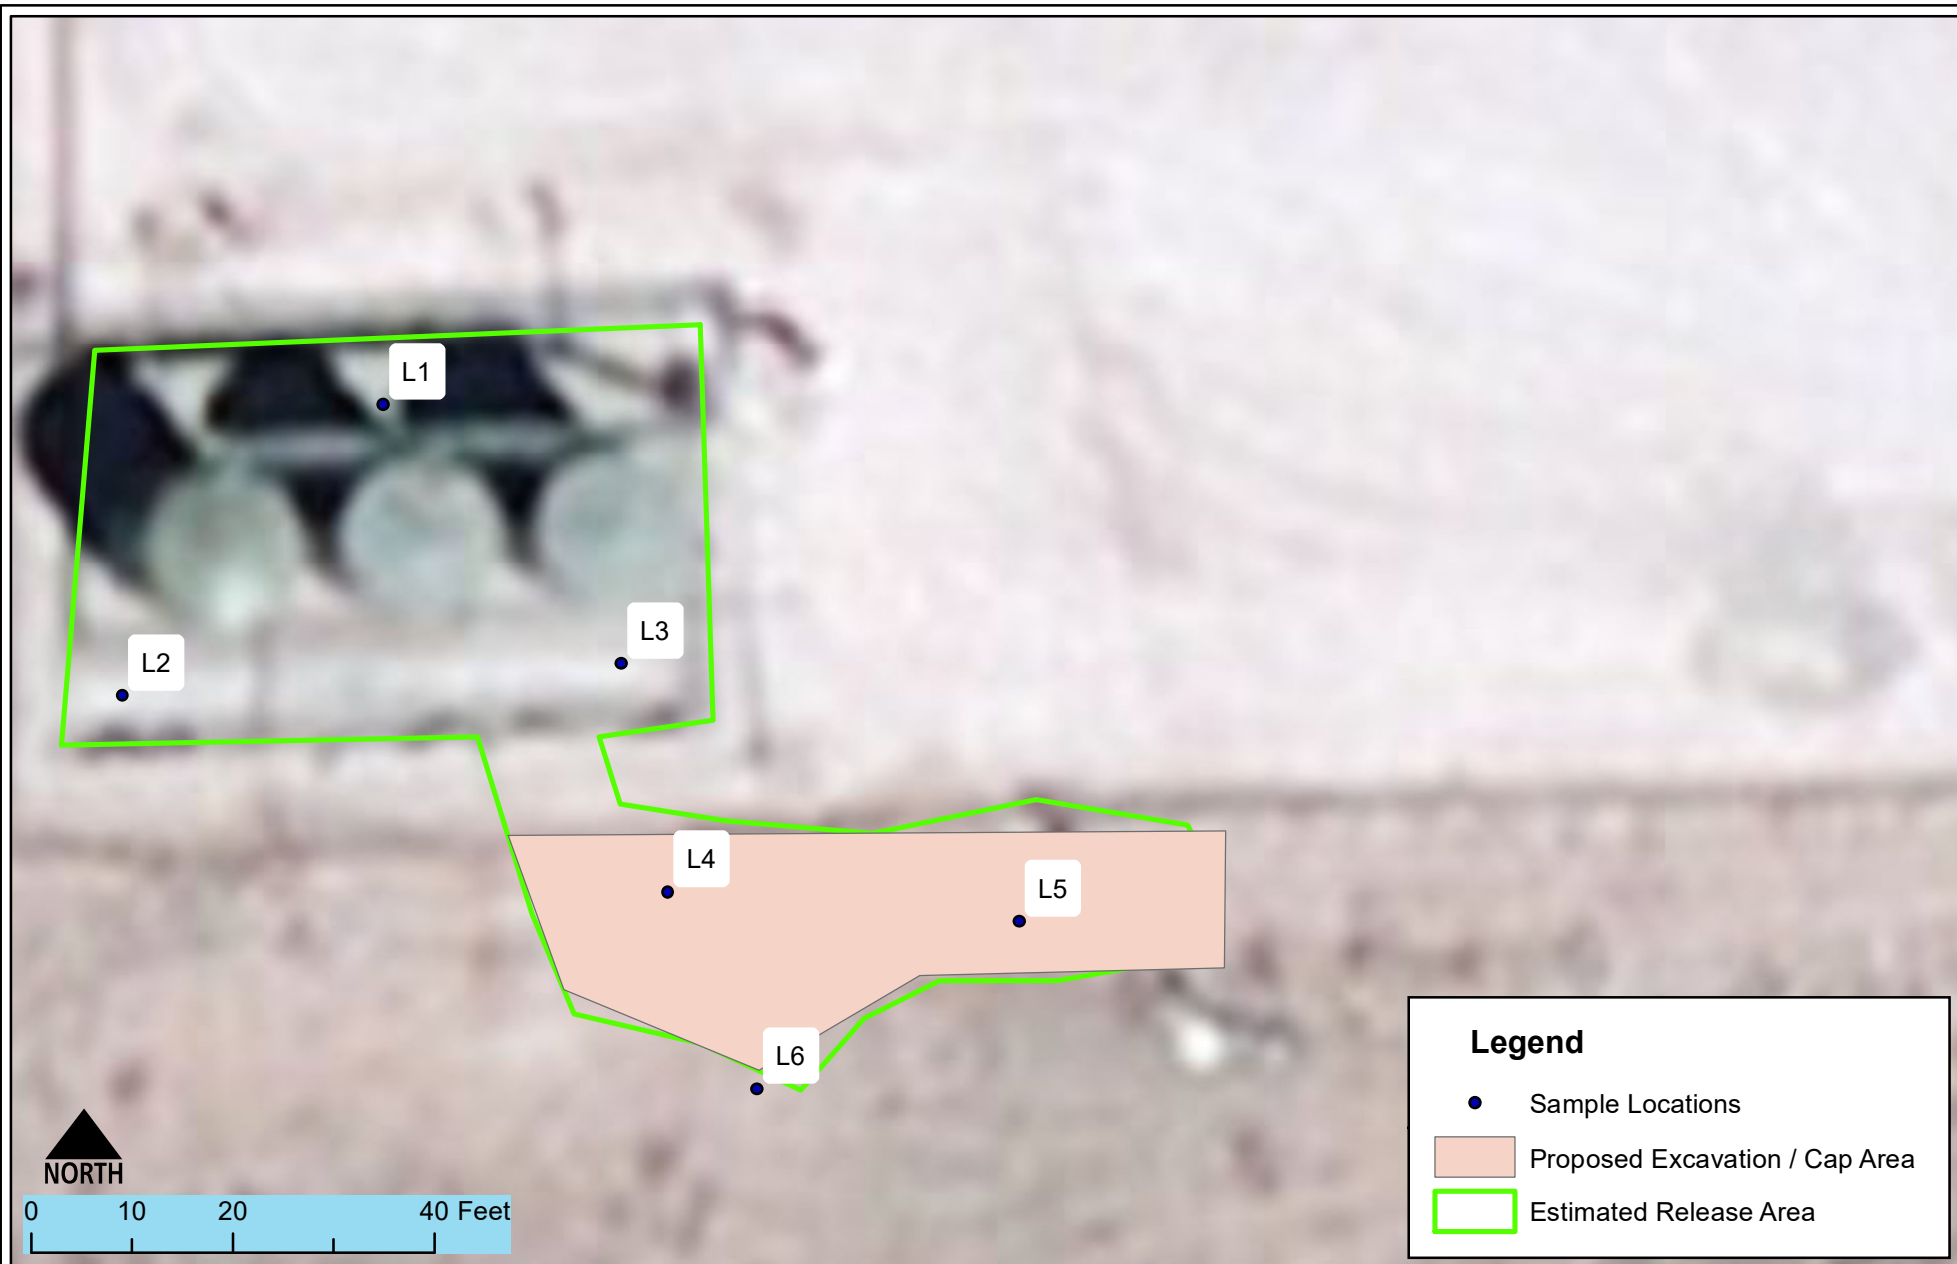 L1
L3
L2
L4
L5
L6
Legend
Sample Locations
Proposed Excavation / Cap Area
Estimated Release Area
NORTH
0 10 20 40 Feet